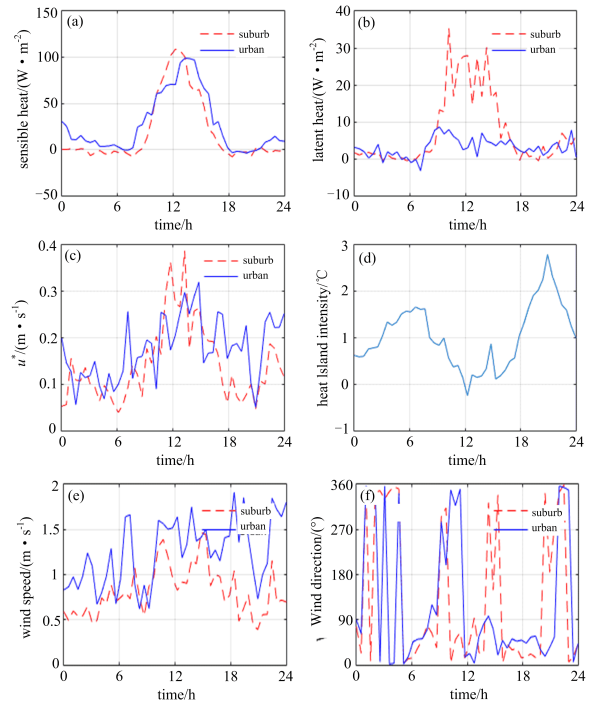 (a)
suburb
urban
sensible heat/(W • m⁻²)
150
100
50
0
−50
0
6
12
18
24
time/h
(b)
suburb
urban
latent heat/(W • m⁻²)
40
30
20
10
0
−10
0
6
12
18
24
time/h
(c)
suburb
urban
u*/(m • s⁻¹)
0.4
0.3
0.2
0.1
0
0
6
12
18
24
time/h
(d)
heat island intensity/℃
3
2
1
0
−1
0
6
12
18
24
time/h
(e)
suburb
urban
wind speed/(m • s⁻¹)
2
1.5
1
0.5
0
0
6
12
18
24
time/h
(f)
suburb
urban
Wind direction/(°)
360
270
180
90
0
0
6
12
18
24
time/h